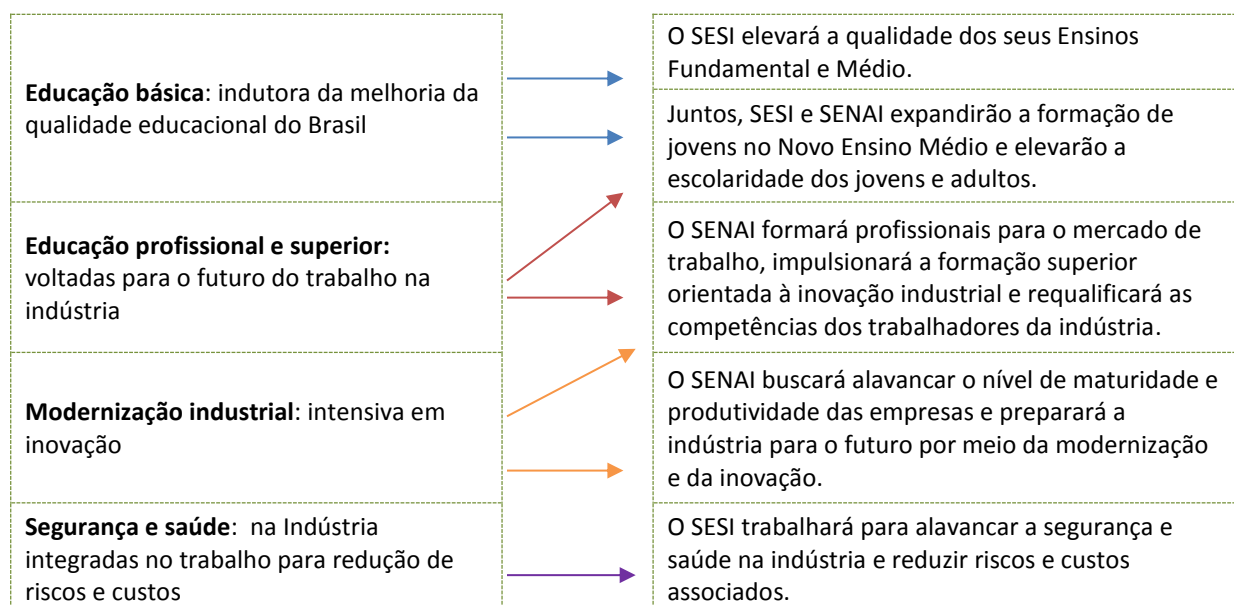 Educação básica: indutora da melhoria da
qualidade educacional do Brasil
O SESI elevará a qualidade dos seus Ensinos
Fundamental e Médio.
Juntos, SESI e SENAI expandirão a formação de
jovens no Novo Ensino Médio e elevarão a
escolaridade dos jovens e adultos.
Educação profissional e superior:
voltadas para o futuro do trabalho na
indústria
O SENAI formará profissionais para o mercado de
trabalho, impulsionará a formação superior
orientada à inovação industrial e requalificará as
competências dos trabalhadores da indústria.
Modernização industrial: intensiva em
inovação
O SENAI buscará alavancar o nível de maturidade e
produtividade das empresas e preparará a
indústria para o futuro por meio da modernização
e da inovação.
Segurança e saúde: na Indústria
integradas no trabalho para redução de
riscos e custos
O SESI trabalhará para alavancar a segurança e
saúde na indústria e reduzir riscos e custos
associados.